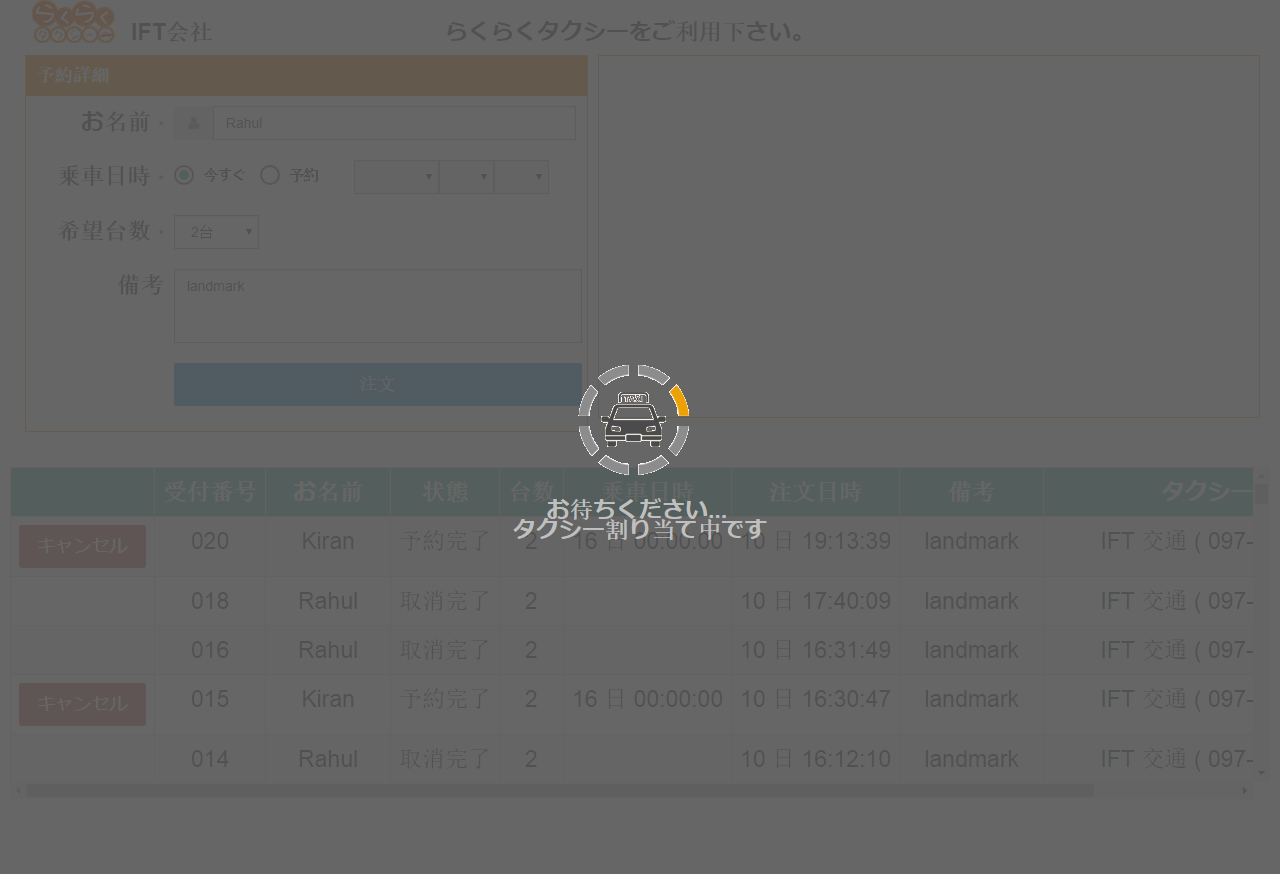 らくらく
タクシー
IFT会社 らくらくタクシーをご利用下さい。
予約詳細
お名前 * Rahul
乗車日時 * 今すぐ 予約
希望台数 * 2台
備考 landmark
注文
TAXI
お待ちください...
タクシー割り当て中です
受付番号 お名前 状態 台数 乗車日時 注文日時 備考 タクシー
キャンセル 020 Kiran 予約完了 2 16 日 00:00:00 10 日 19:13:39 landmark IFT 交通 ( 097-
018 Rahul 取消完了 2 10 日 17:40:09 landmark IFT 交通 ( 097-
016 Rahul 取消完了 2 10 日 16:31:49 landmark IFT 交通 ( 097-
キャンセル 015 Kiran 予約完了 2 16 日 00:00:00 10 日 16:30:47 landmark IFT 交通 ( 097-
014 Rahul 取消完了 2 10 日 16:12:10 landmark IFT 交通 ( 097-